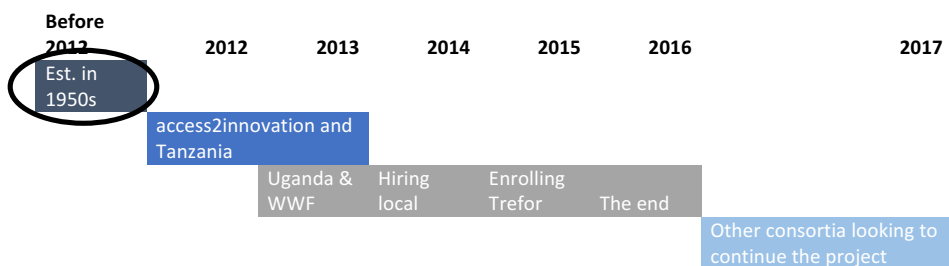 Before
2012 2012 2013 2014 2015 2016 2017
Est. in
1950s
access2innovation and
Tanzania
Uganda & Hiring Enrolling
WWF local Trefor The end
Other consortia looking to
continue the project